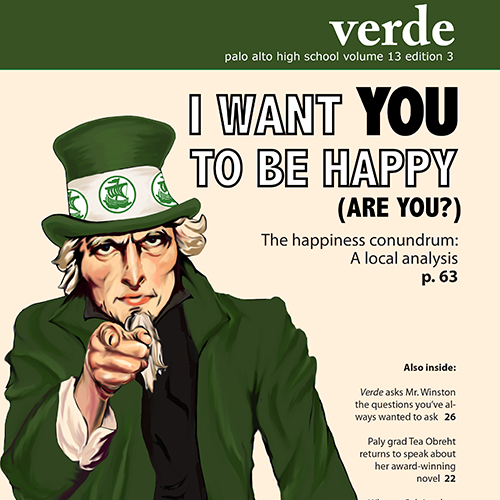 verde
palo alto high school volume 13 edition 3
I WANT YOU
TO BE HAPPY
(ARE YOU?)
The happiness conundrum:
A local analysis
p. 63
Also inside:
Verde asks Mr. Winston
the questions you've al-
ways wanted to ask 26
Paly grad Tea Obreht
returns to speak about
her award-winning
novel 22